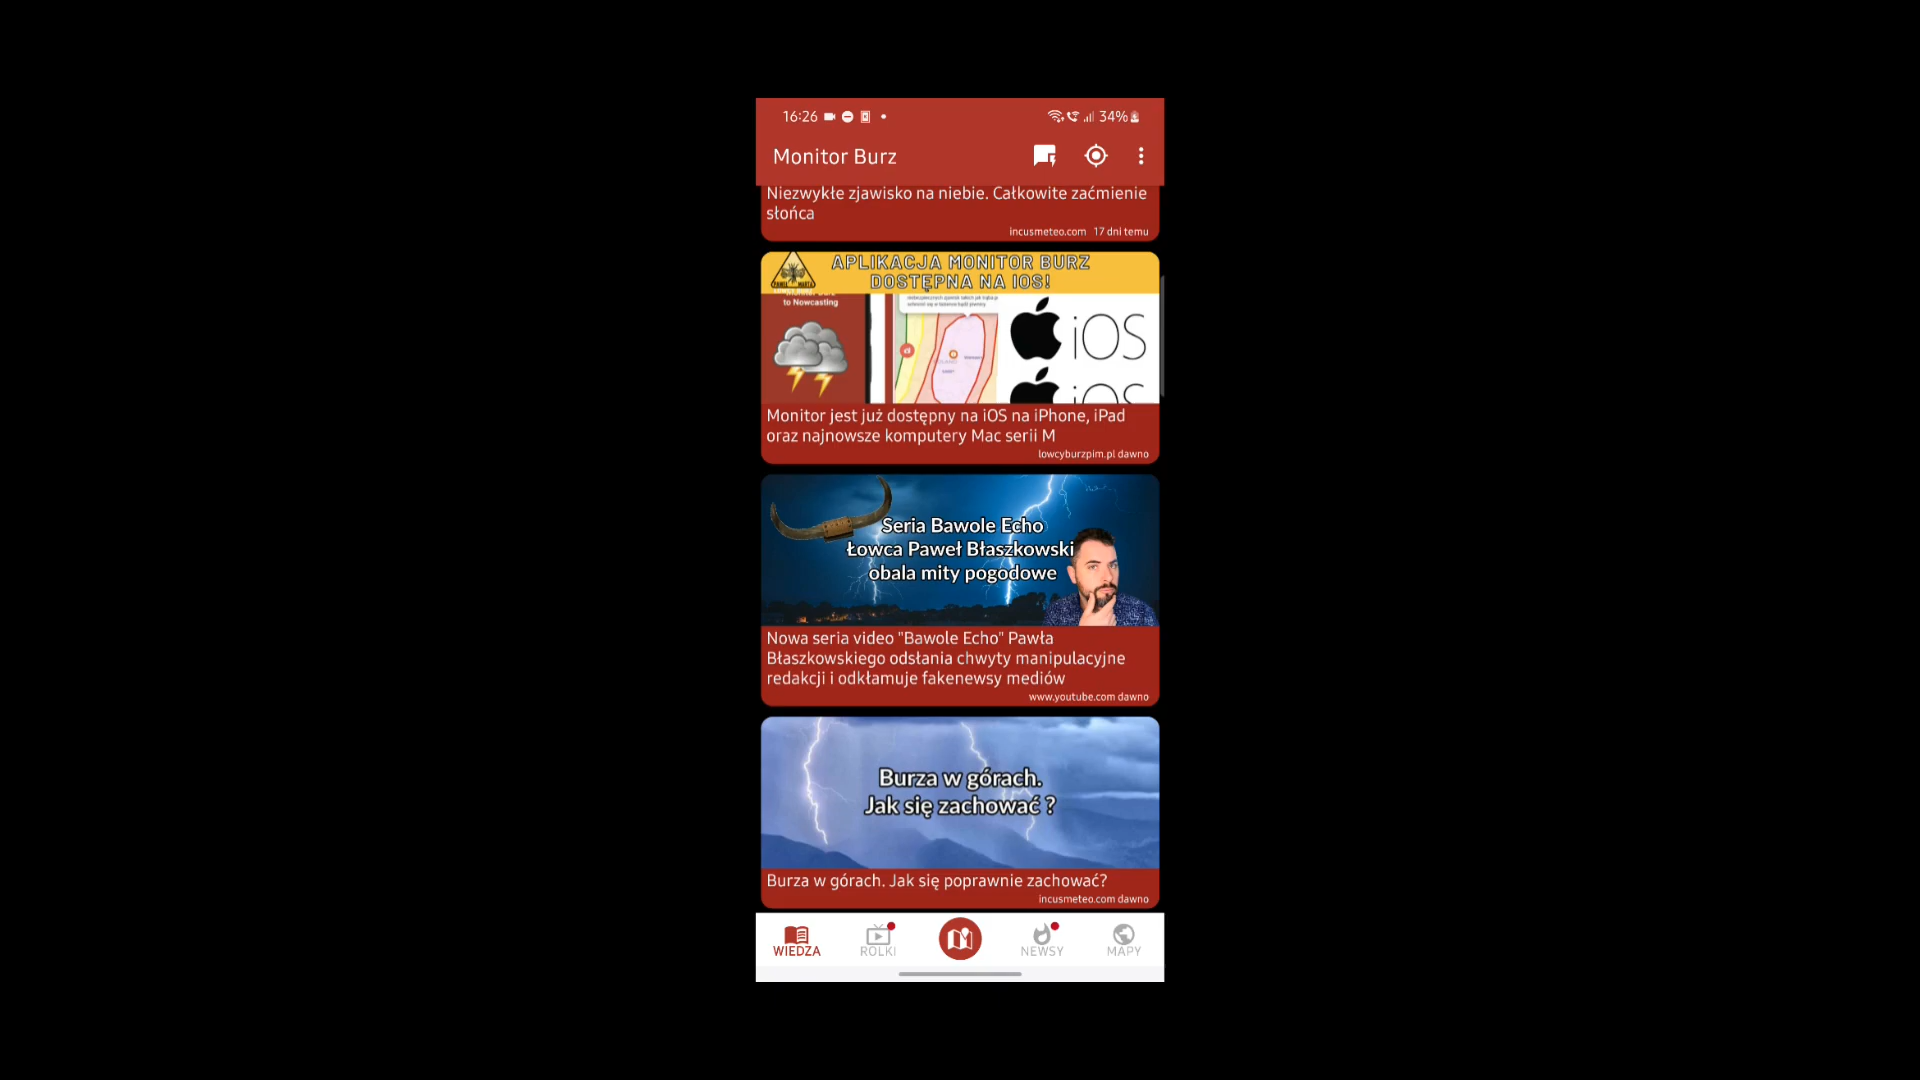 16:26
34%
Monitor Burz
Niezwykłe zjawisko na niebie. Całkowite zaćmienie
słońca
incusmeteo.com 17 dni temu
APLIKACJA MONITOR BURZ
DOSTĘPNA NA IOS!
to Nowcasting
iOS
iOS
Monitor jest już dostępny na iOS na iPhone, iPad
oraz najnowsze komputery Mac serii M
lowcyburzpim.pl dawno
Seria Bawole Echo
Łowca Paweł Błaszkowski
obala mity pogodowe
Nowa seria video "Bawole Echo" Pawła
Błaszkowskiego odsłania chwyty manipulacyjne
redakcji i odkłamuje fakenewsy mediów
www.youtube.com dawno
Burza w górach.
Jak się zachować ?
Burza w górach. Jak się poprawnie zachować?
incusmeteo.com dawno
WIEDZA
ROLKI
NEWSY
MAPY